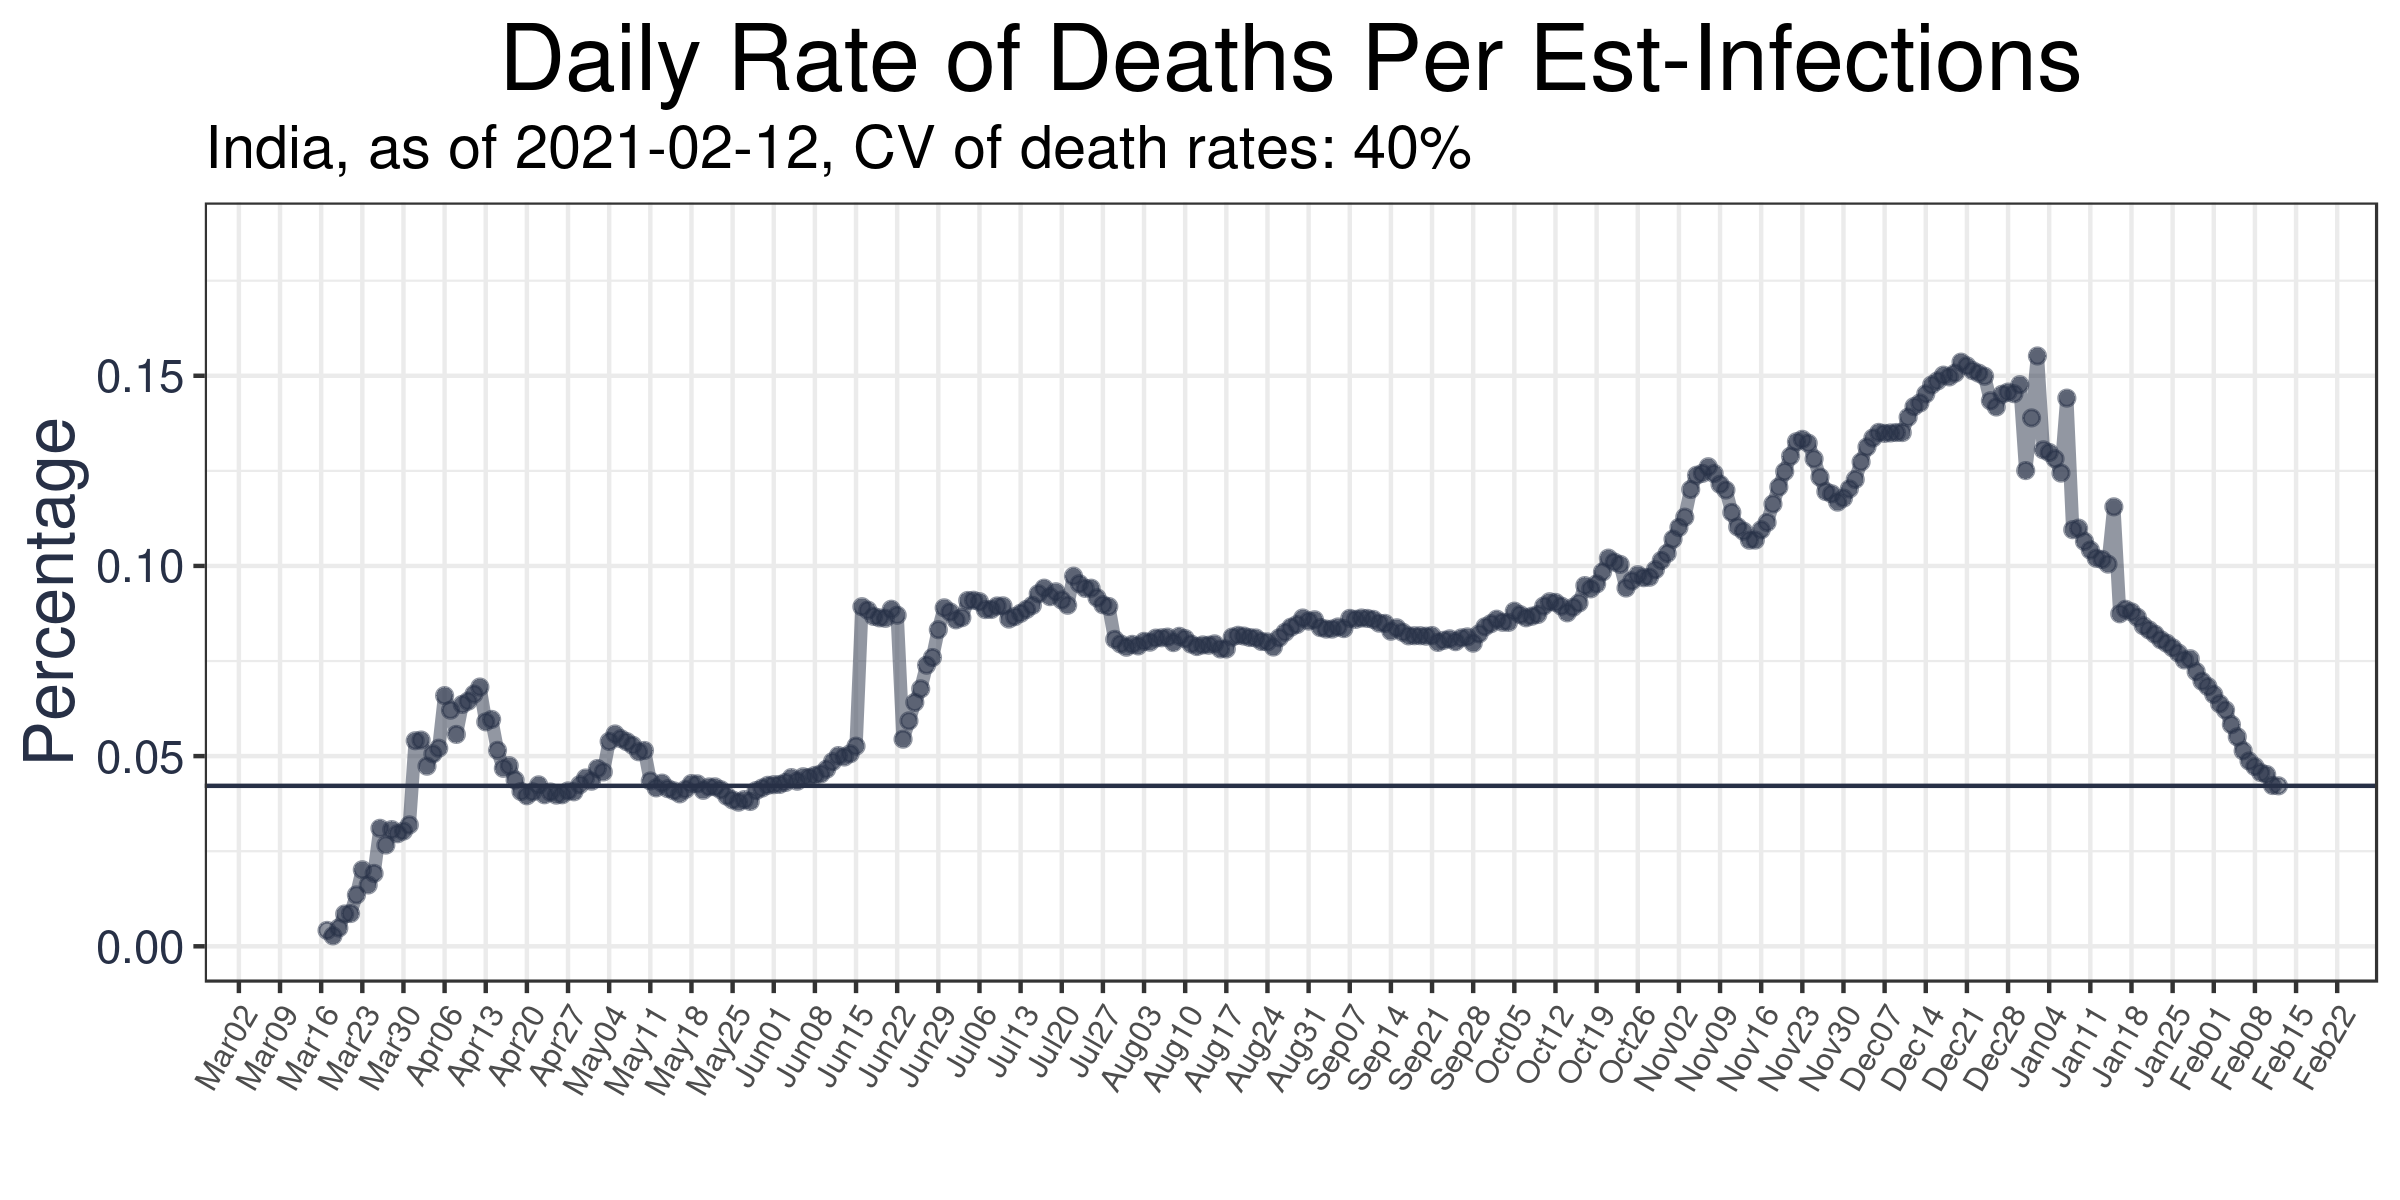 Daily Rate of Deaths Per Est-Infections
India, as of 2021-02-12, CV of death rates: 40%
Percentage
0.15
0.10
0.05
0.00
Mar02
Mar09
Mar16
Mar23
Mar30
Apr06
Apr13
Apr20
Apr27
May04
May11
May18
May25
Jun01
Jun08
Jun15
Jun22
Jun29
Jul06
Jul13
Jul20
Jul27
Aug03
Aug10
Aug17
Aug24
Aug31
Sep07
Sep14
Sep21
Sep28
Oct05
Oct12
Oct19
Oct26
Nov02
Nov09
Nov16
Nov23
Nov30
Dec07
Dec14
Dec21
Dec28
Jan04
Jan11
Jan18
Jan25
Feb01
Feb08
Feb15
Feb22